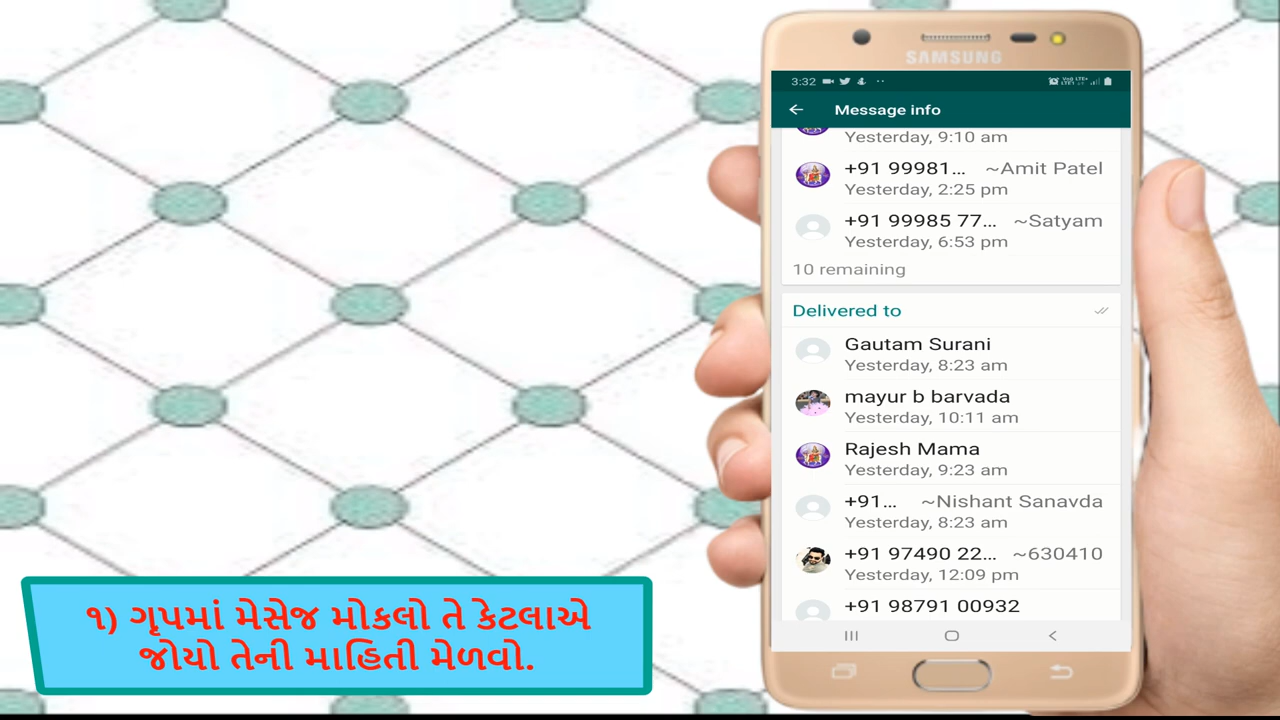 SAMSUNG
3:32
Message info
Yesterday, 9:10 am
+91 99981... ~Amit Patel
Yesterday, 2:25 pm
+91 99985 77... ~Satyam
Yesterday, 6:53 pm
10 remaining
Delivered to
Gautam Surani
Yesterday, 8:23 am
mayur b barvada
Yesterday, 10:11 am
Rajesh Mama
Yesterday, 9:23 am
+91... ~Nishant Sanavda
Yesterday, 8:23 am
+91 97490 22... ~630410
Yesterday, 12:09 pm
+91 98791 00932
૧) ગૃપમાં મેસેજ મોકલો તે કેટલાએ
જોયો તેની માહિતી મેળવો.